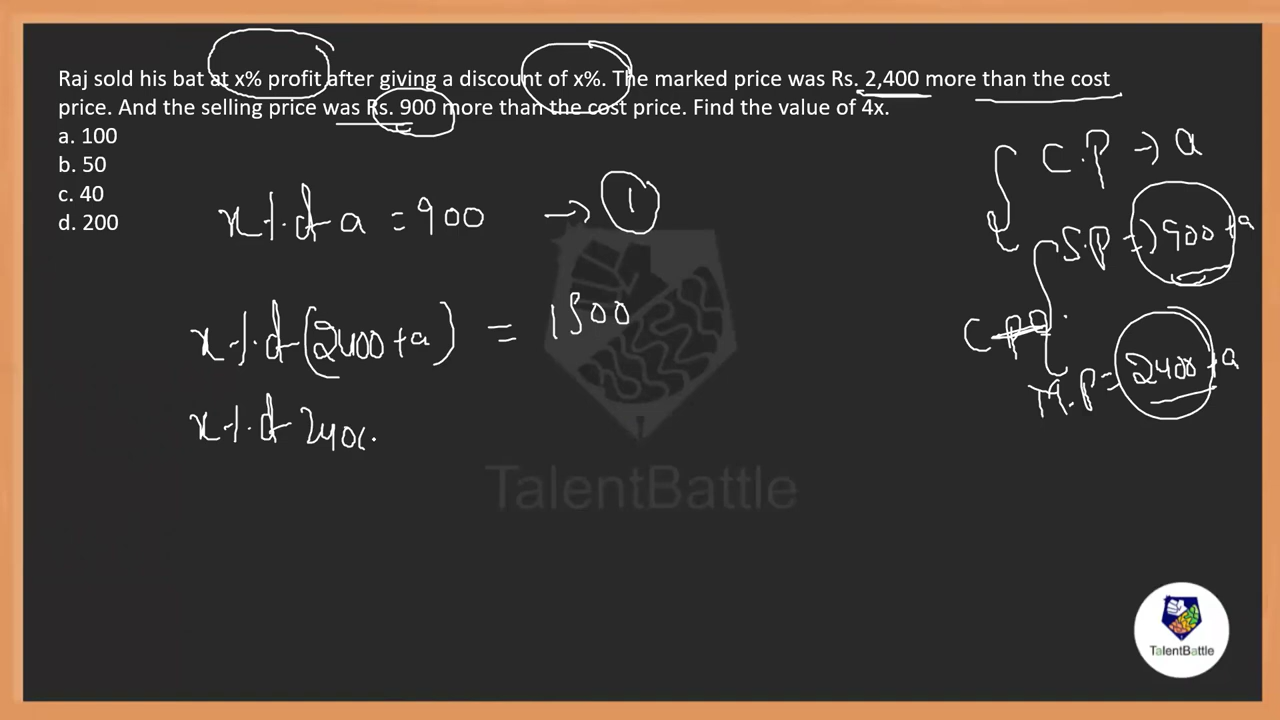 Raj sold his bat at x% profit after giving a discount of x%. The marked price was Rs. 2,400 more than the cost
price. And the selling price was Rs. 900 more than the cost price. Find the value of 4x.
a. 100
b. 50
c. 40
d. 200
C.P → a
x % of a = 900 → 1
S.P => 900 + a
x % of (2400 + a) = 1500
C.P
M.P = 2400 + a
x % of 2400
TalentBattle
TalentBattle